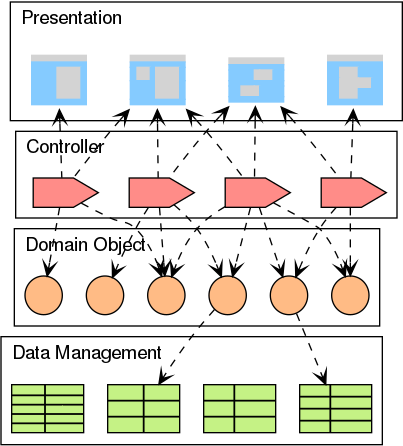 Presentation
Controller
Domain Object
Data Management